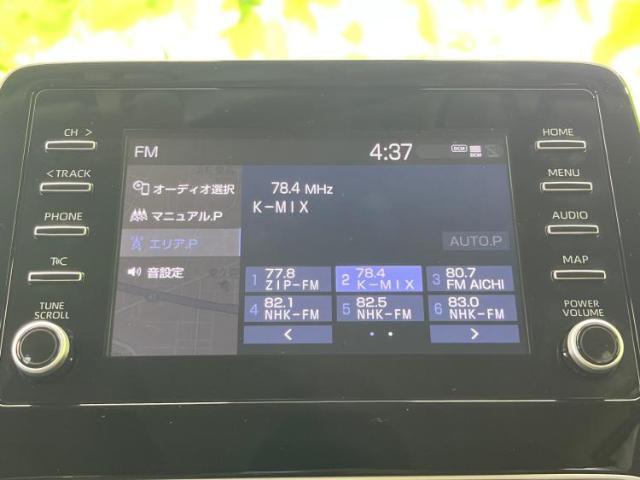 CH >
<TRACK
PHONE
TαC
TUNE
SCROLL
FM
4:37
DCM
DCM
オーディオ選択
マニュアル.P
エリア.P
音設定
78.4 MHz
K-MIX
AUTO.P
1 77.8 ZIP-FM
2 78.4 K-MIX
3 80.7 FM AICHI
4 82.1 NHK-FM
5 82.5 NHK-FM
6 83.0 NHK-FM
<
>
HOME
MENU
AUDIO
MAP
POWER
VOLUME